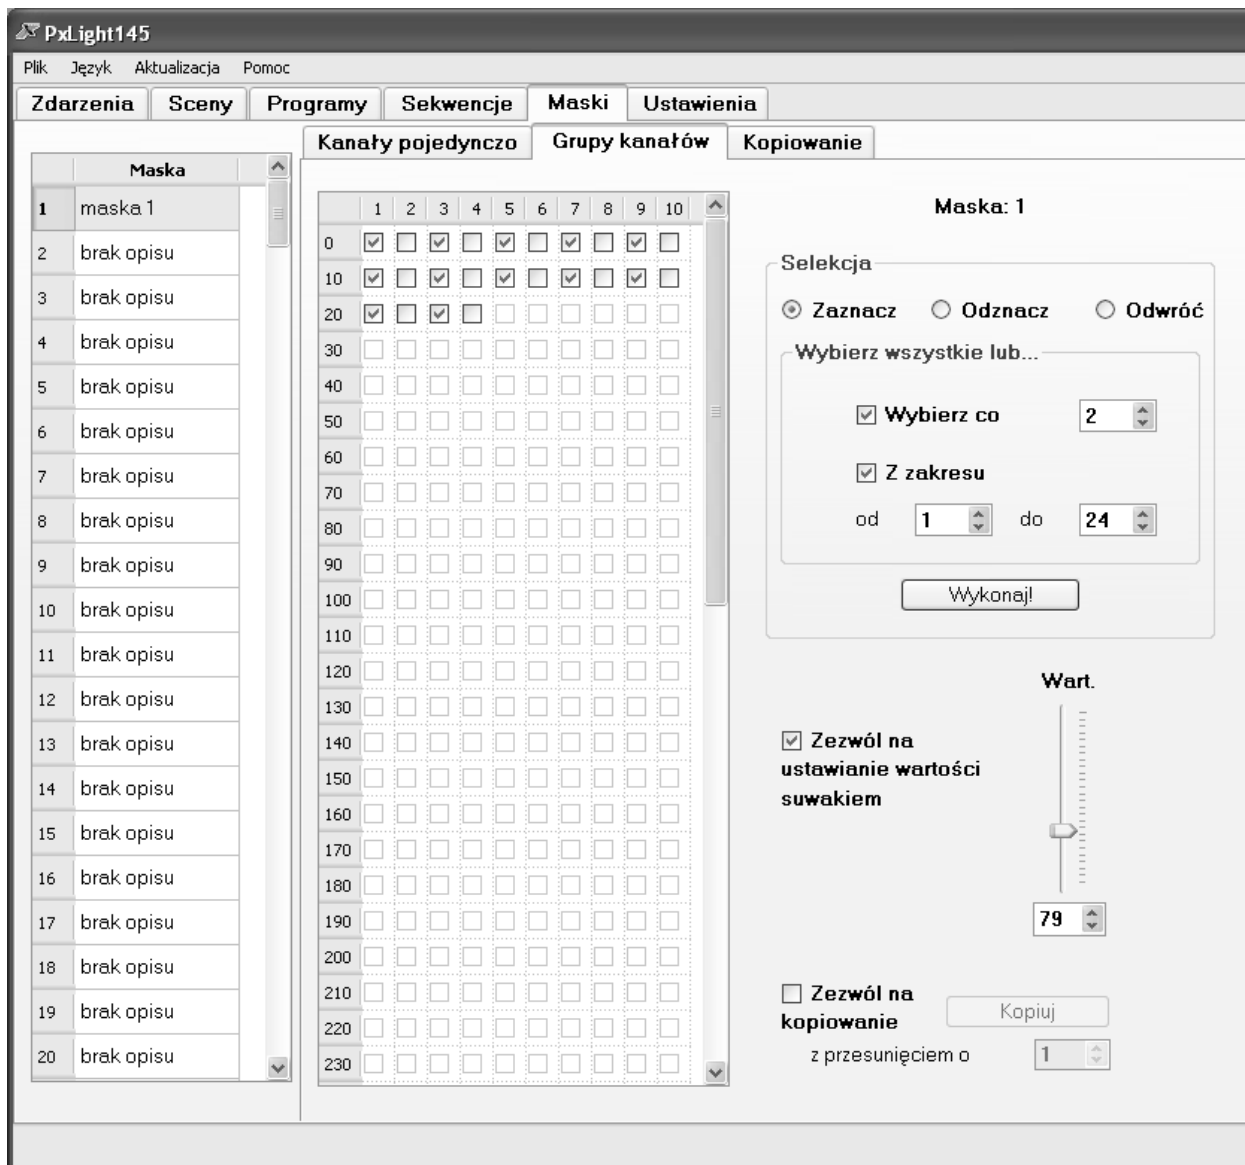 PxLight145
Plik Język Aktualizacja Pomoc
Zdarzenia Sceny Programy Sekwencje Maski Ustawienia
Kanały pojedynczo Grupy kanałów Kopiowanie
Maska
1 maska 1
2 brak opisu
3 brak opisu
4 brak opisu
5 brak opisu
6 brak opisu
7 brak opisu
8 brak opisu
9 brak opisu
10 brak opisu
11 brak opisu
12 brak opisu
13 brak opisu
14 brak opisu
15 brak opisu
16 brak opisu
17 brak opisu
18 brak opisu
19 brak opisu
20 brak opisu
1 2 3 4 5 6 7 8 9 10
0
10
20
30
40
50
60
70
80
90
100
110
120
130
140
150
160
170
180
190
200
210
220
230
Maska: 1
Selekcja
Zaznacz Odznacz Odwróć
Wybierz wszystkie lub...
Wybierz co 2
Z zakresu
od 1 do 24
Wykonaj!
Wart.
Zezwól na
ustawianie wartości
suwakiem
79
Zezwól na
kopiowanie
Kopiuj
z przesunięciem o 1